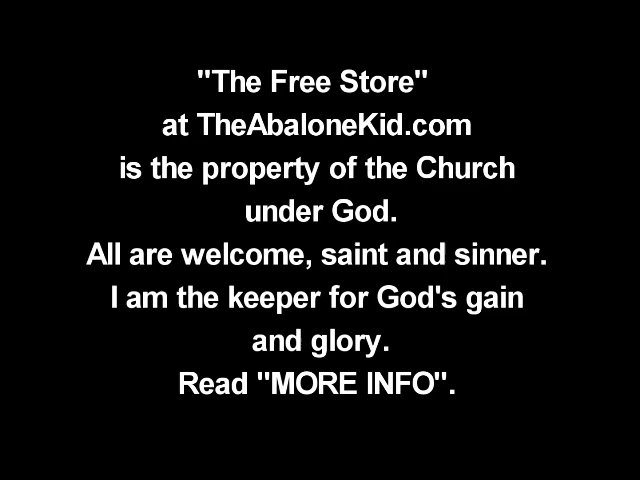 "The Free Store"
at TheAbaloneKid.com
is the property of the Church
under God.
All are welcome, saint and sinner.
I am the keeper for God's gain
and glory.
Read "MORE INFO".